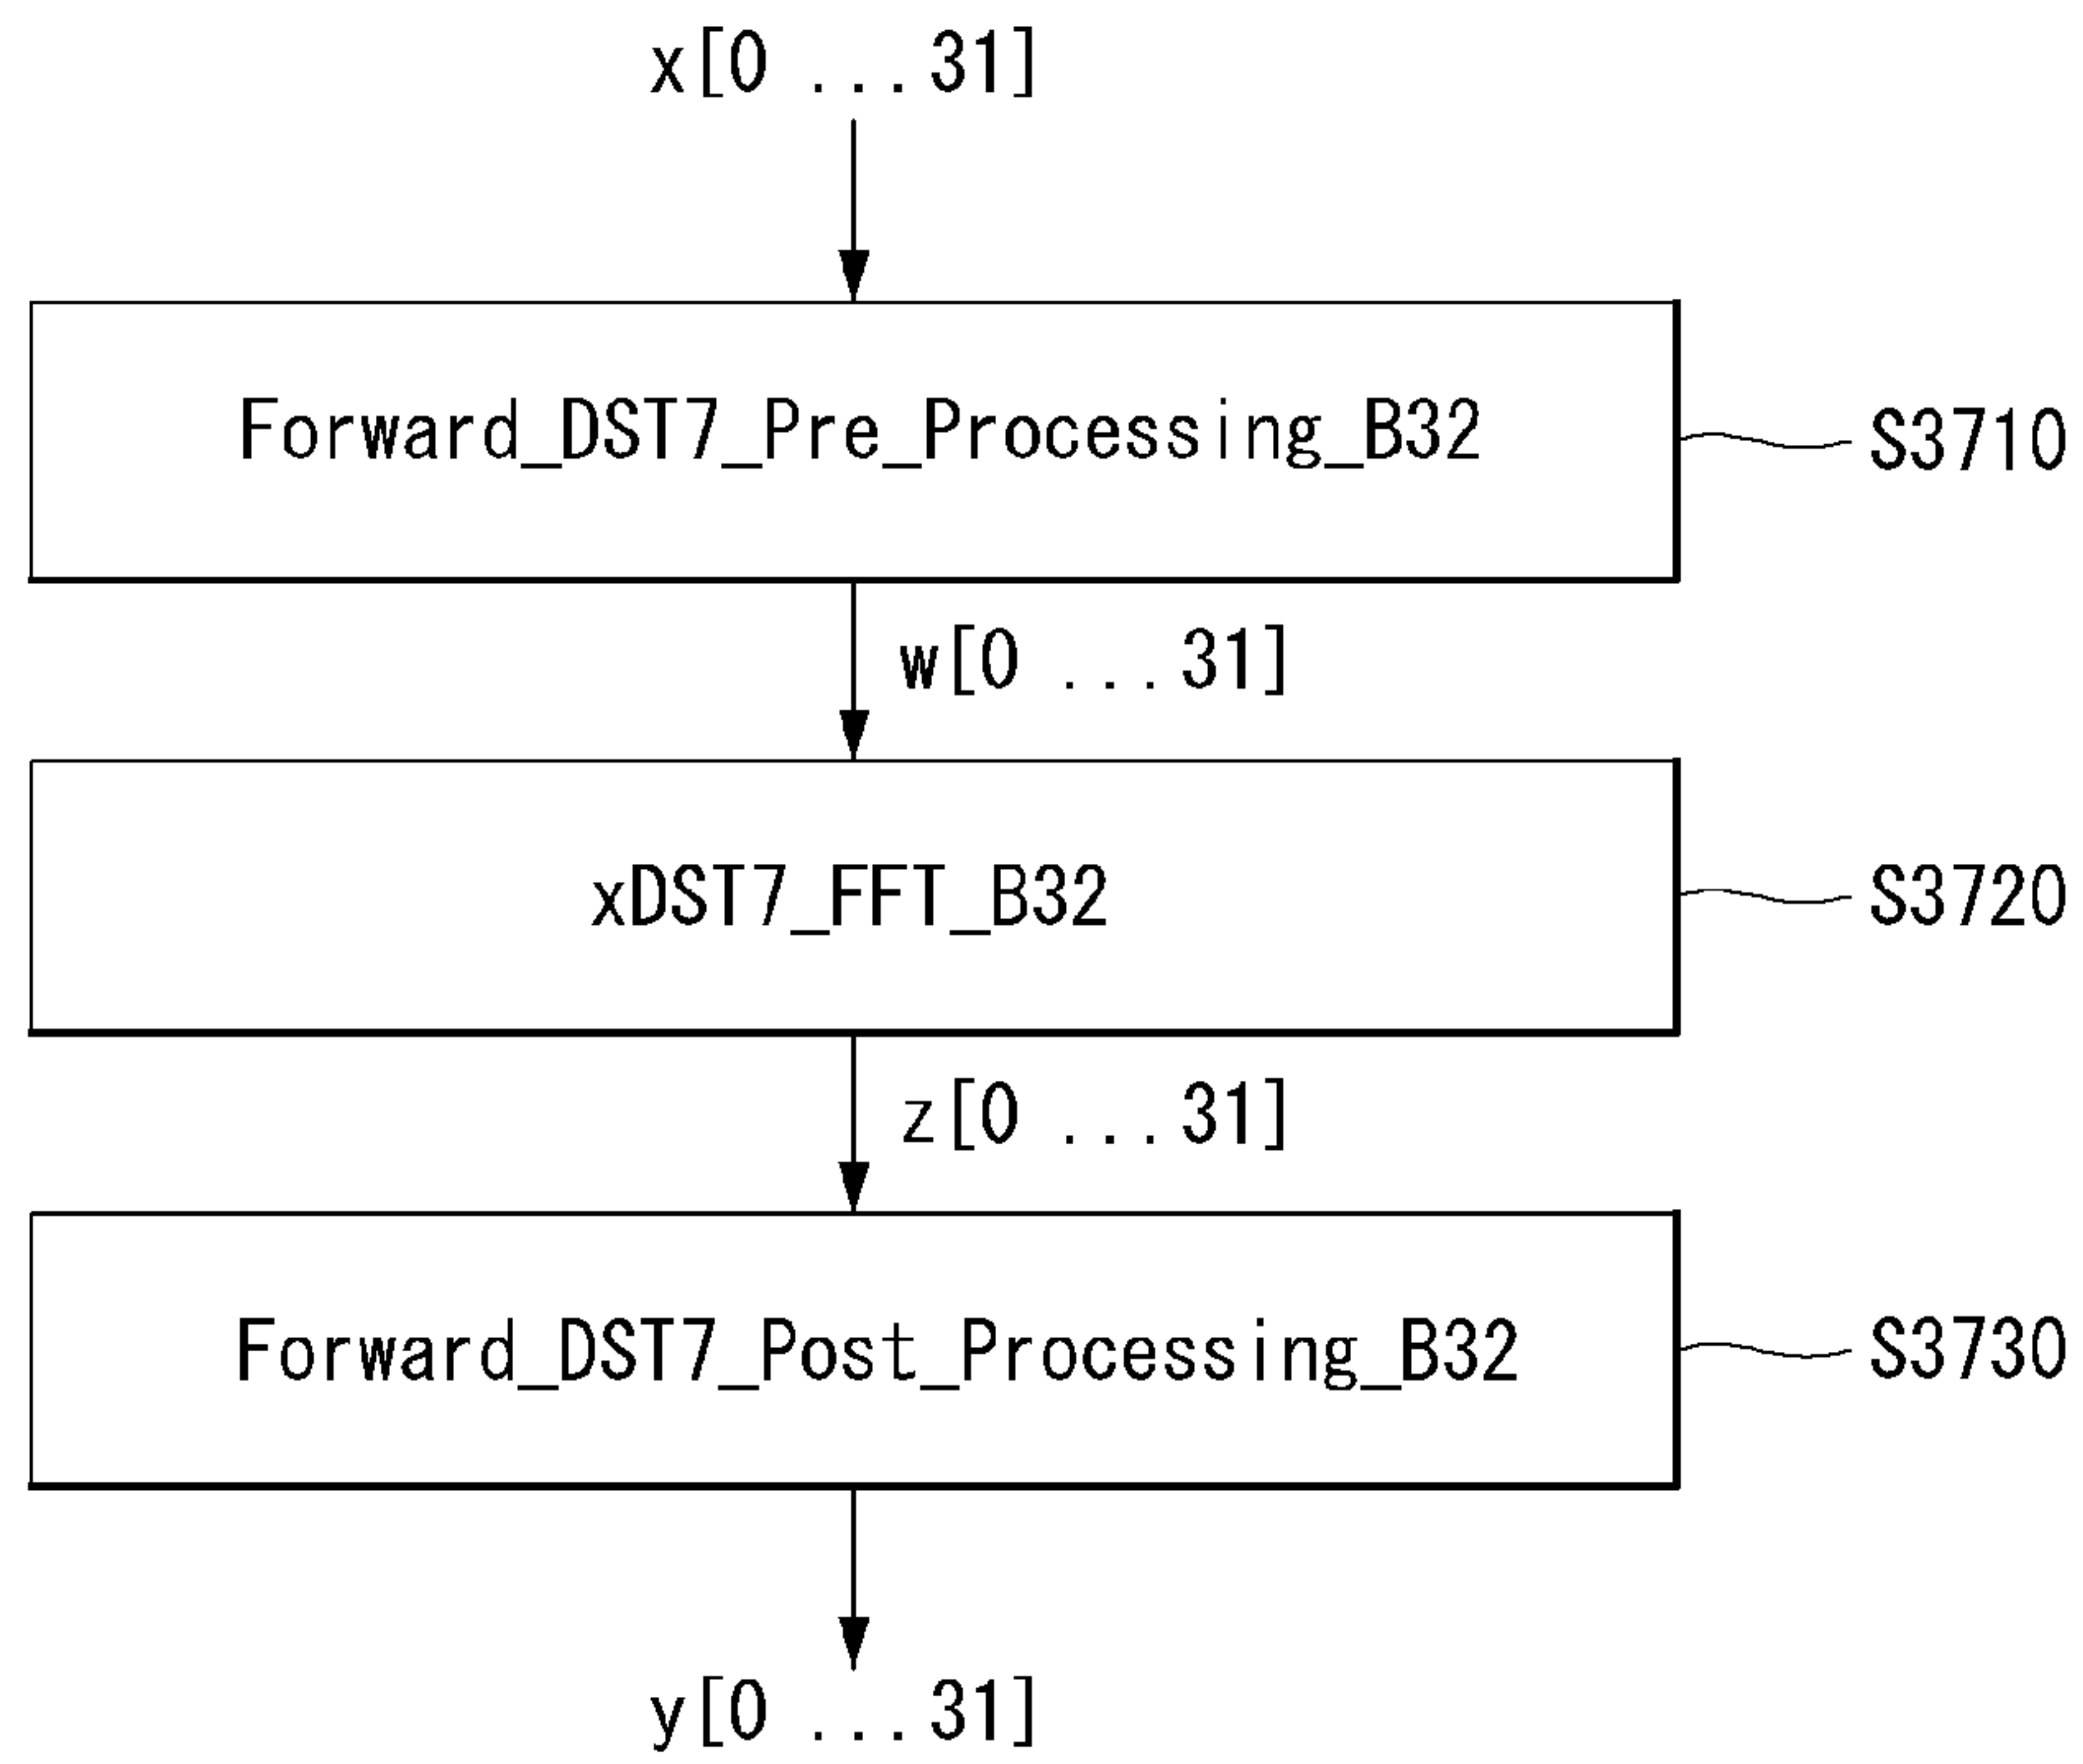 x[0 ...31]
Forward_DST7_Pre_Processing_B32
S3710
w[0 ...31]
xDST7_FFT_B32
S3720
z[0 ...31]
Forward_DST7_Post_Processing_B32
S3730
y[0 ...31]